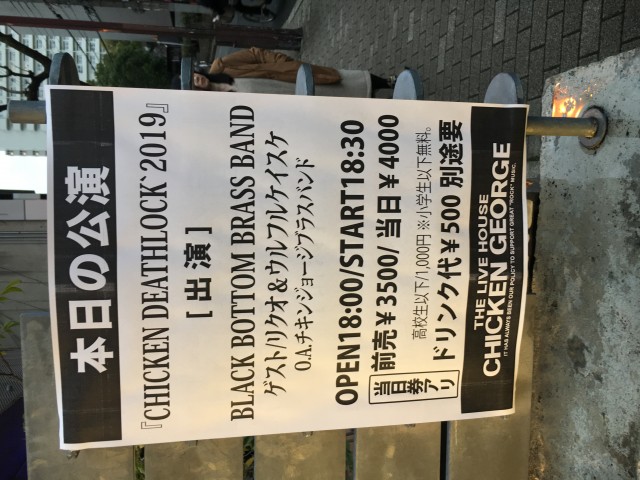 本日の公演
『CHICKEN DEATHLOCK`2019』
[出演]
BLACK BOTTOM BRASS BAND
ゲスト/リクオ&ウルフルケイスケ
O.A.チキンジョージブラスバンド
OPEN18:00/START18:30
前売¥3500/ 当日¥4000
高校生以下/1,000円 ※小学生以下無料。
当日券アリ ドリンク代¥500 別途要
THE LIVE HOUSE
CHICKEN GEORGE
IT HAS ALWAYS BEEN OUR POLICY TO SUPPORT GREAT "ROCK" MUSIC.